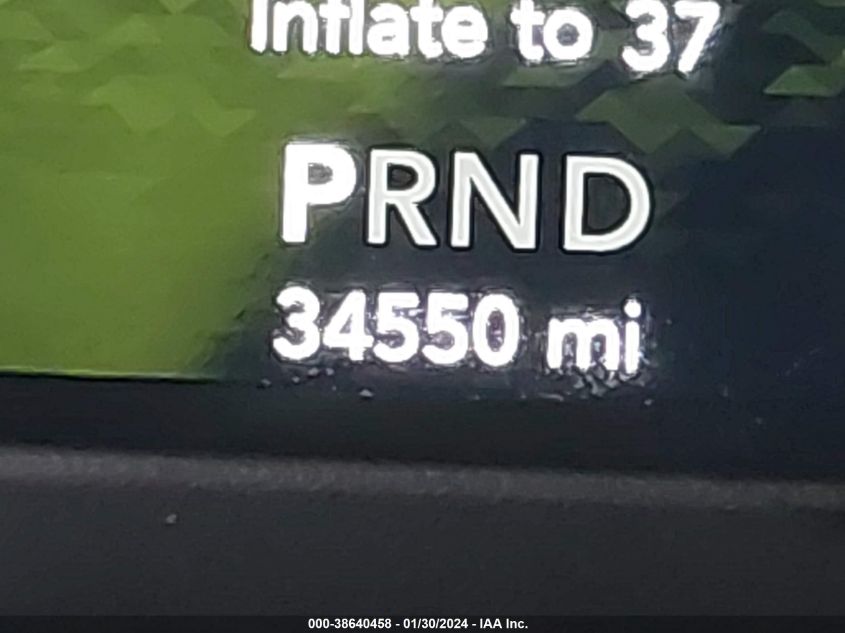 Inflate to 37
PRND
34550 mi
000-38640458 - 01/30/2024 - IAA Inc.